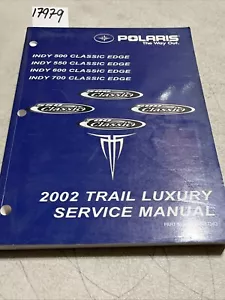 17979
POLARIS
The Way Out.
INDY 500 CLASSIC EDGE
INDY 550 CLASSIC EDGE
INDY 600 CLASSIC EDGE
INDY 700 CLASSIC EDGE
Classic
Classic
Classic
Classic
2002 TRAIL LUXURY
SERVICE MANUAL
PART